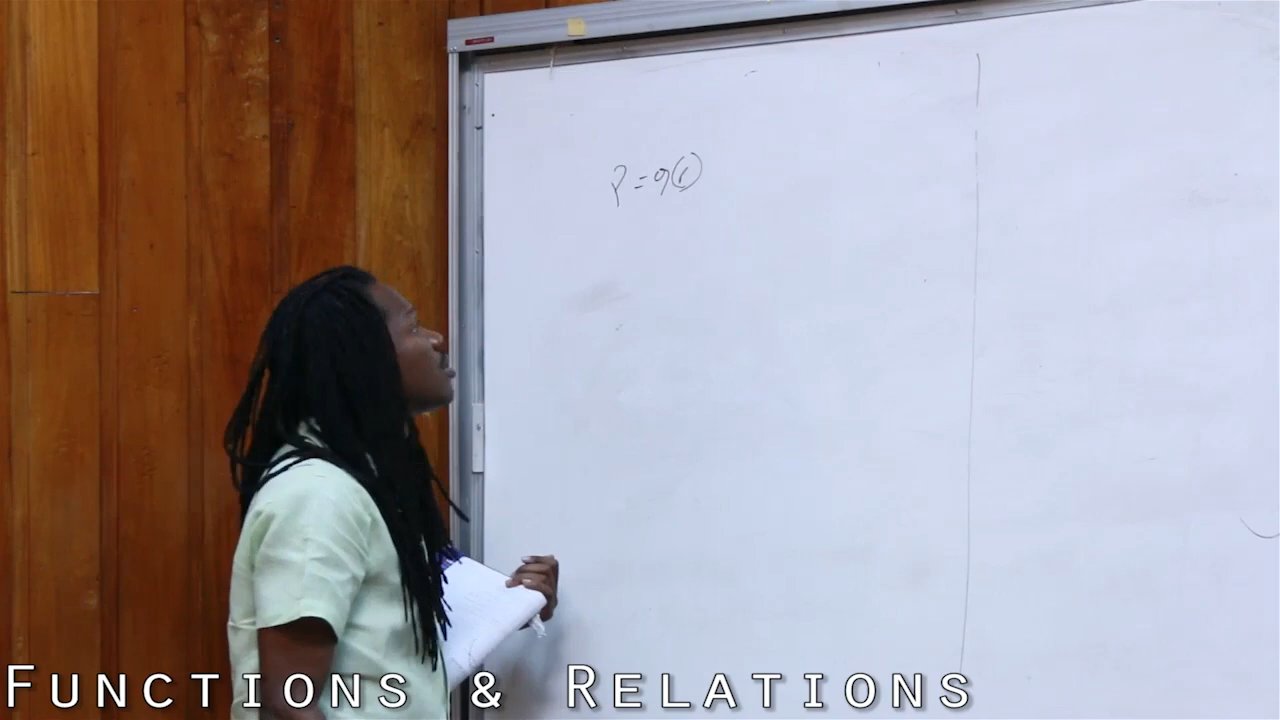 P = g(r)
FUNCTIONS & RELATIONS